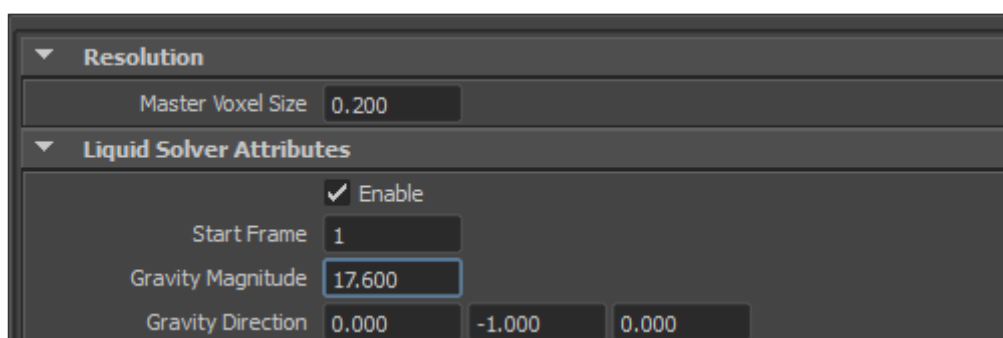 Resolution
Master Voxel Size 0.200
Liquid Solver Attributes
Enable
Start Frame 1
Gravity Magnitude 17.600
Gravity Direction 0.000 -1.000 0.000